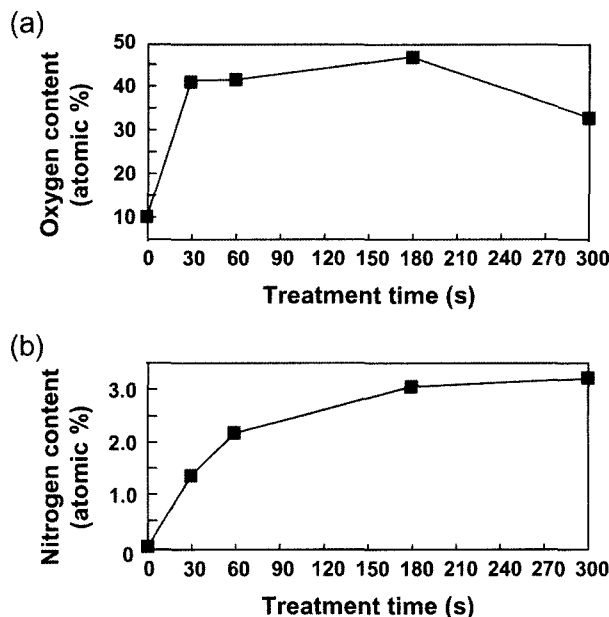 (a)
Oxygen content
(atomic %)
50
40
30
20
10
0 30 60 90 120 150 180 210 240 270 300
Treatment time (s)
(b)
Nitrogen content
(atomic %)
3.0
2.0
1.0
0
0 30 60 90 120 150 180 210 240 270 300
Treatment time (s)